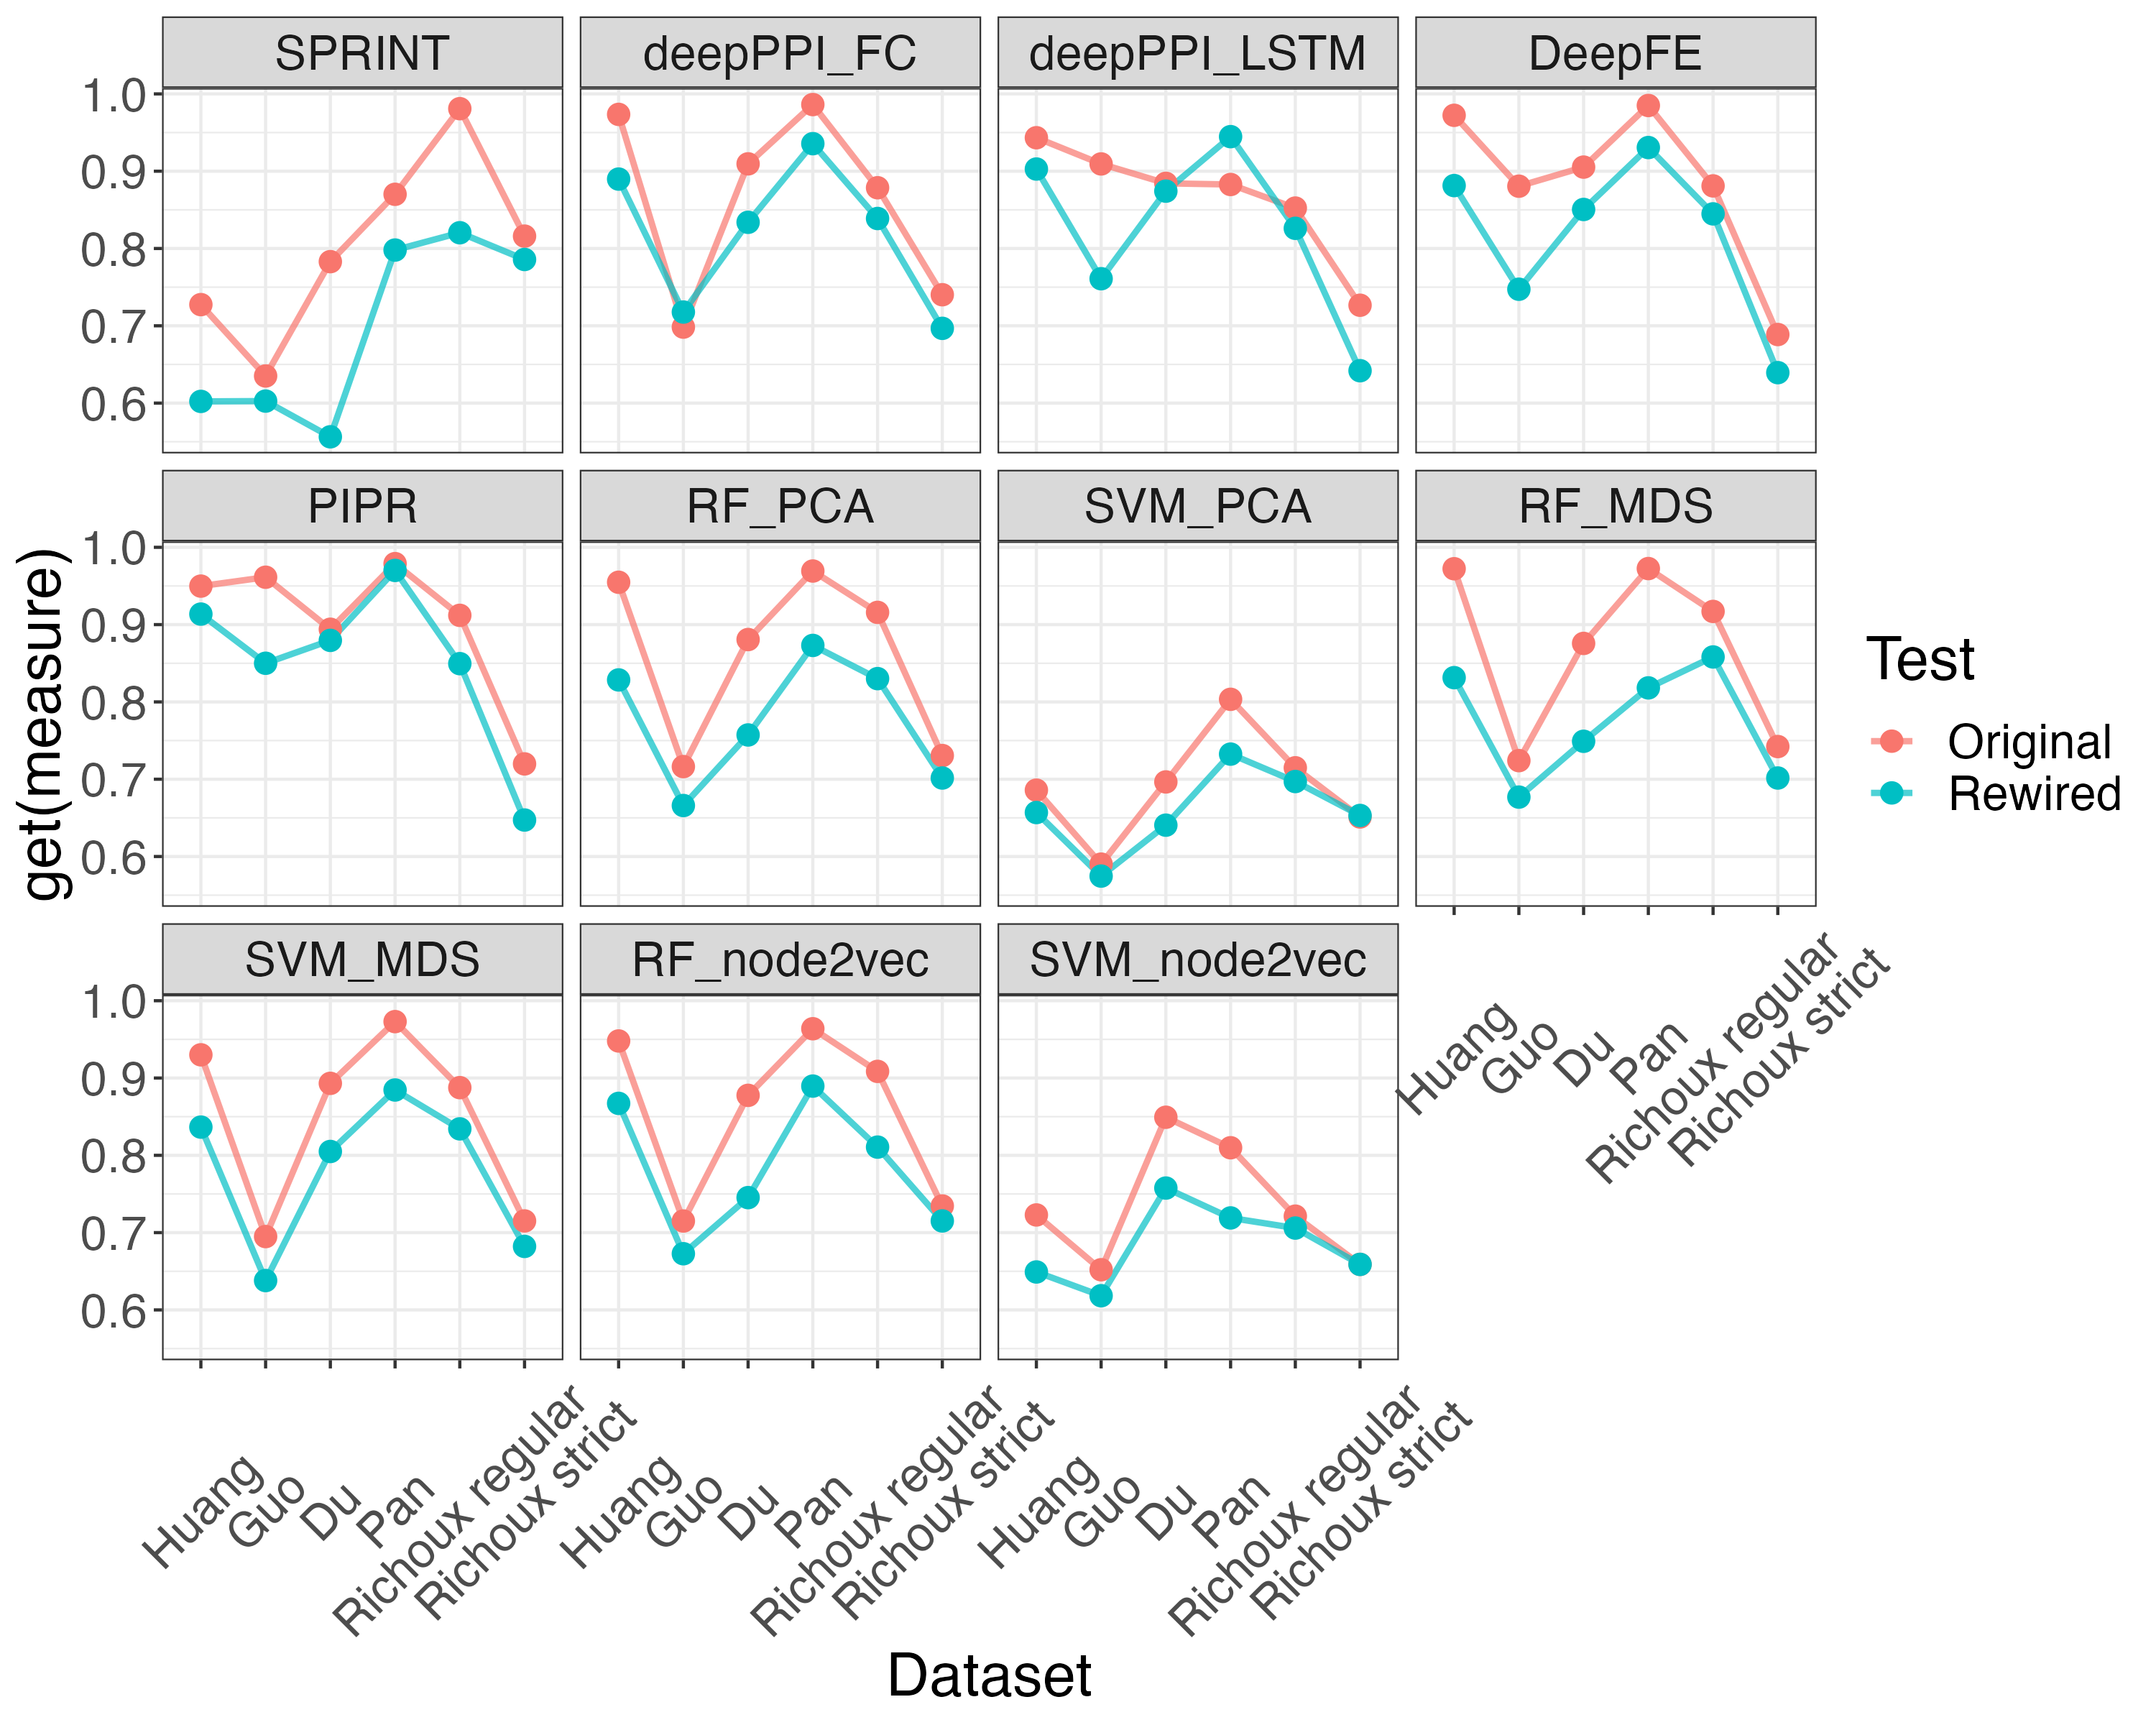 SPRINT
deepPPI_FC
deepPPI_LSTM
DeepFE
1.0
0.9
0.8
0.7
0.6
PIPR
RF_PCA
SVM_PCA
RF_MDS
1.0
0.9
0.8
0.7
0.6
get(measure)
Test
Original
Rewired
SVM_MDS
RF_node2vec
SVM_node2vec
1.0
0.9
0.8
0.7
0.6
Huang
Guo
Du
Pan
Richoux regular
Richoux strict
Huang
Guo
Du
Pan
Richoux regular
Richoux strict
Huang
Guo
Du
Pan
Richoux regular
Richoux strict
Huang
Guo
Du
Pan
Richoux regular
Richoux strict
Dataset